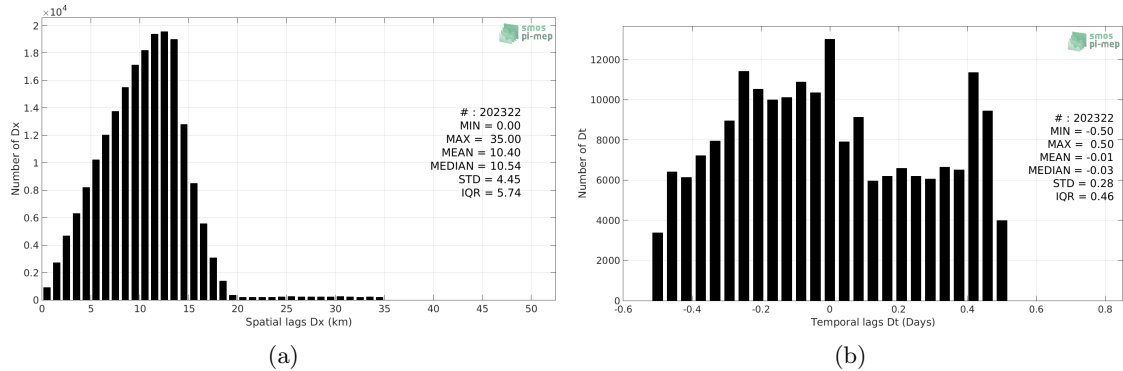 ×10⁴
2
1.8
1.6
1.4
1.2
1
0.8
0.6
0.4
0.2
0
Number of Dx
smos
pi-mep
# : 202322
MIN = 0.00
MAX = 35.00
MEAN = 10.40
MEDIAN = 10.54
STD = 4.45
IQR = 5.74
0 5 10 15 20 25 30 35 40 45 50
Spatial lags Dx (km)
(a)
12000
10000
8000
6000
4000
2000
0
Number of Dt
smos
pi-mep
# : 202322
MIN = -0.50
MAX = 0.50
MEAN = -0.01
MEDIAN = -0.03
STD = 0.28
IQR = 0.46
-0.6 -0.4 -0.2 0 0.2 0.4 0.6 0.8
Temporal lags Dt (Days)
(b)